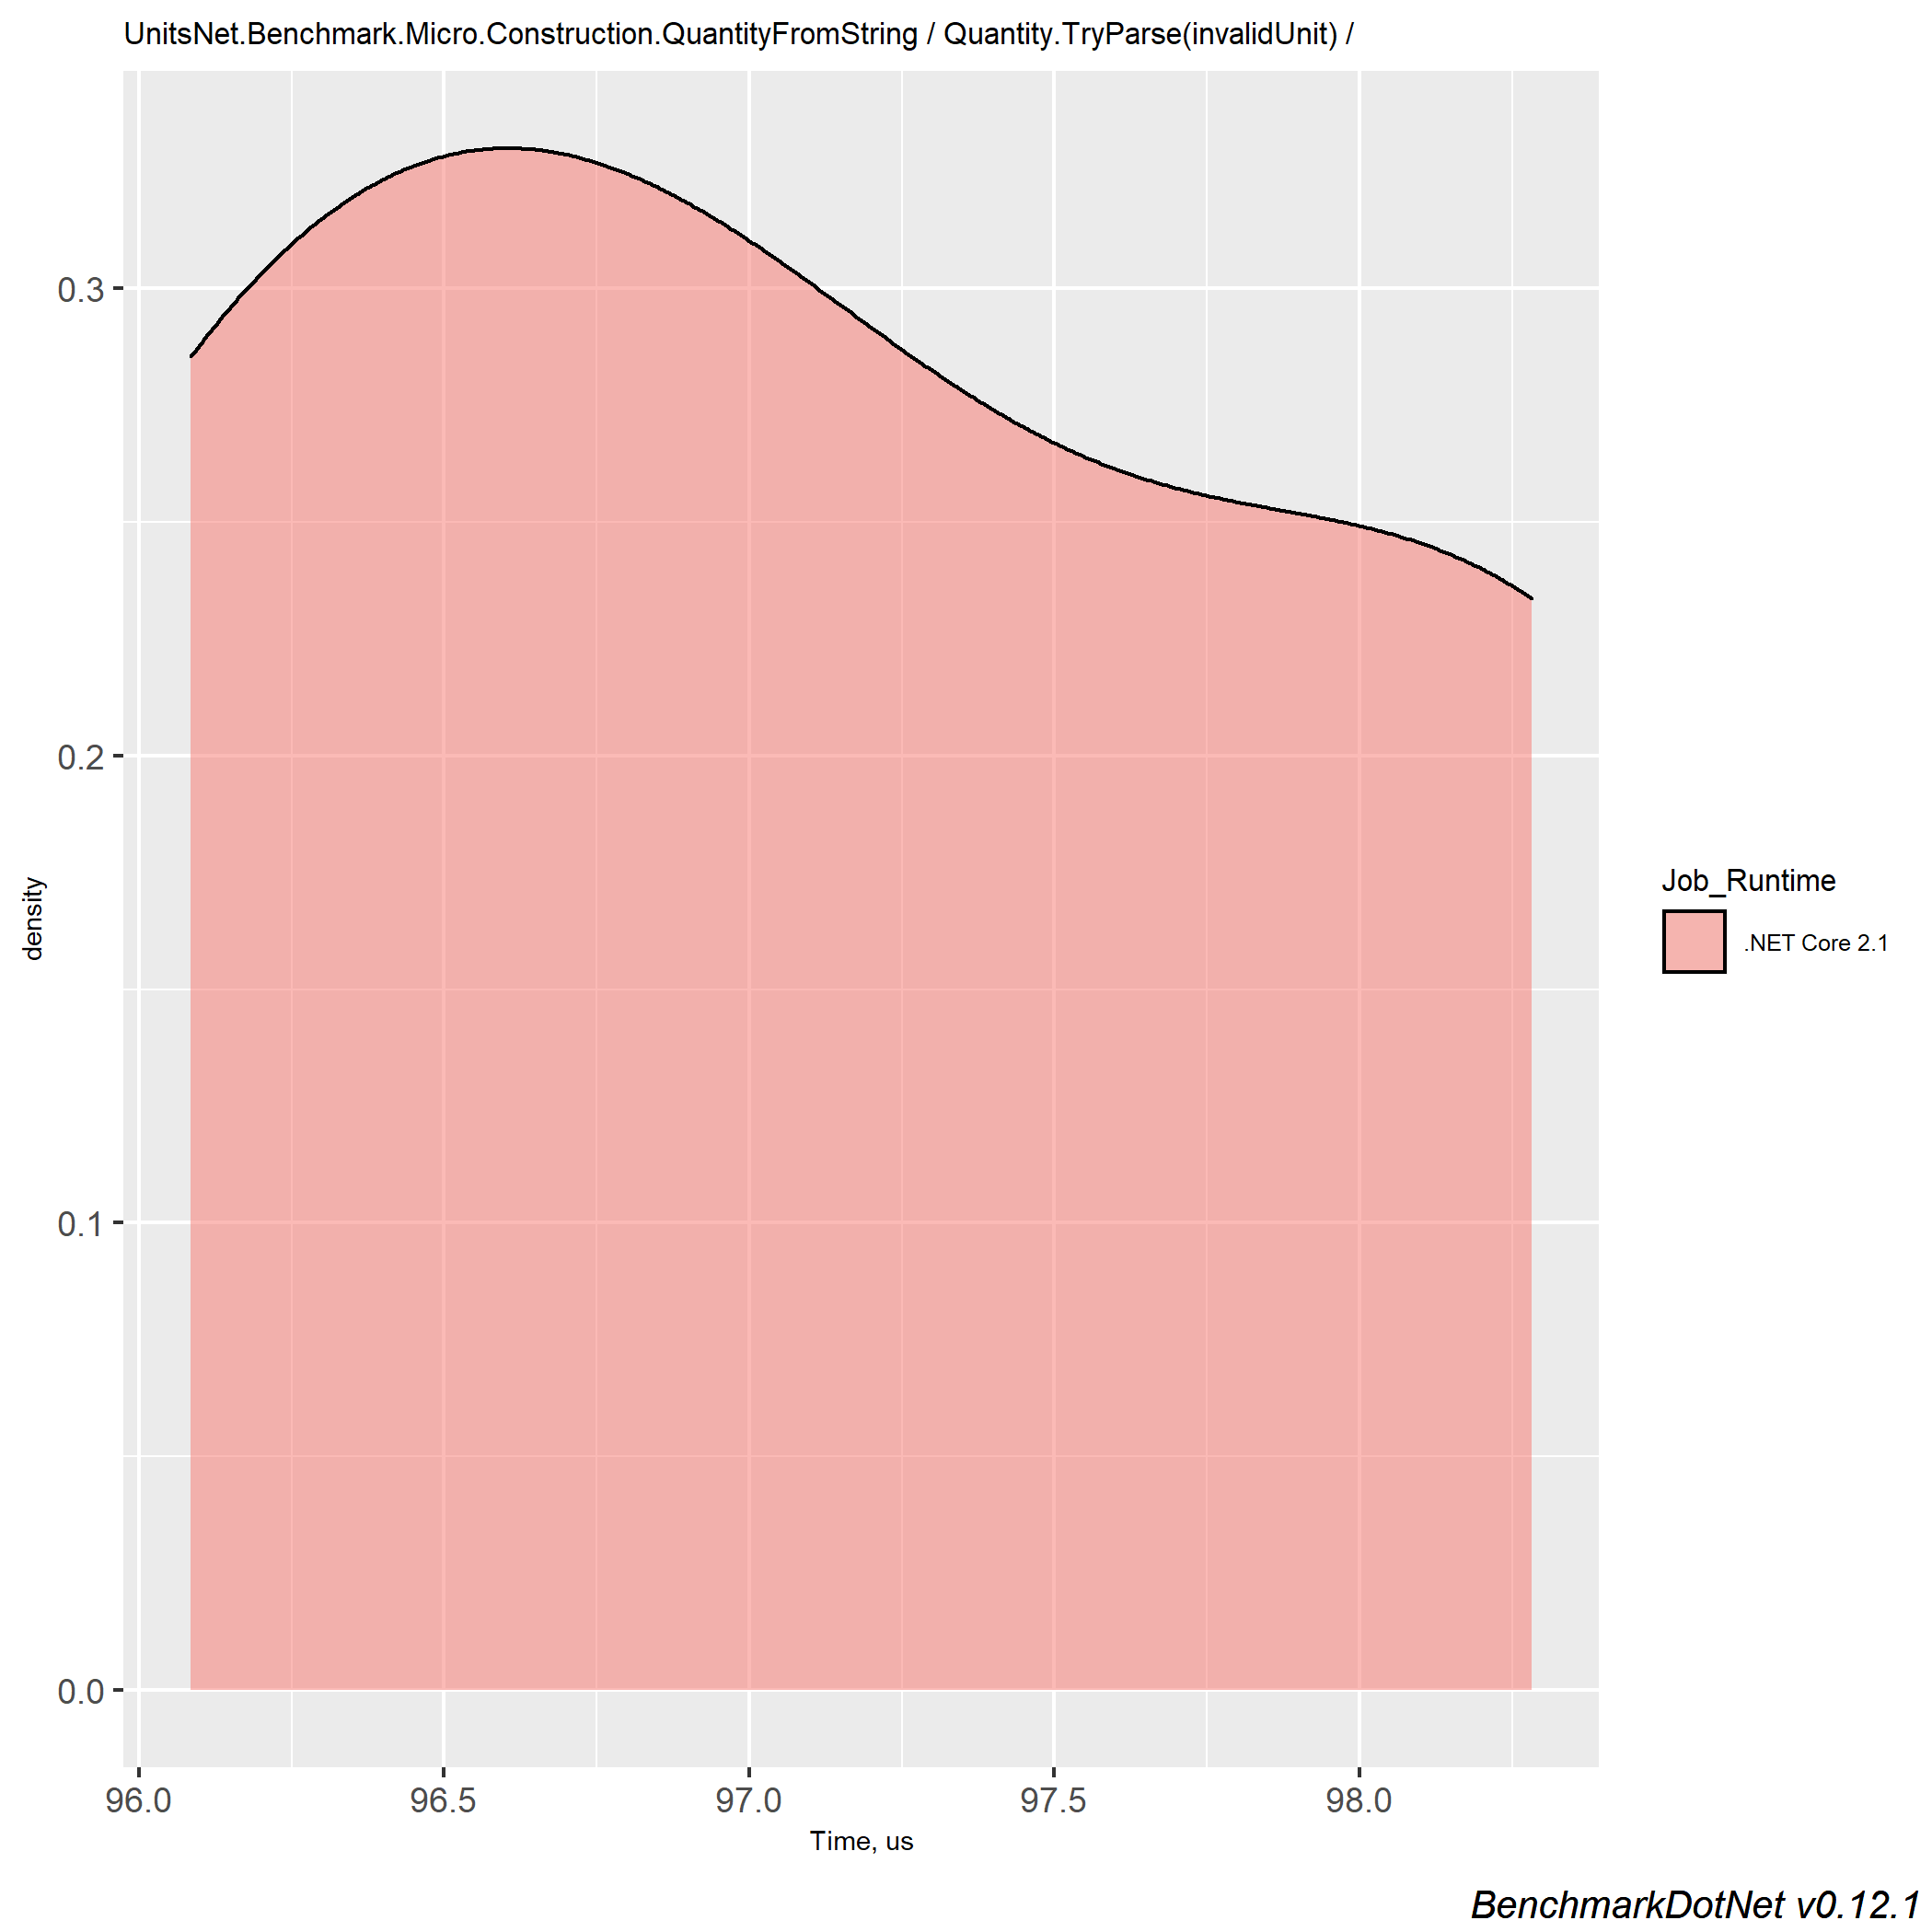 UnitsNet.Benchmark.Micro.Construction.QuantityFromString / Quantity.TryParse(invalidUnit) /
0.3
0.2
0.1
0.0
density
96.0 96.5 97.0 97.5 98.0
Time, us
Job_Runtime
.NET Core 2.1
BenchmarkDotNet v0.12.1